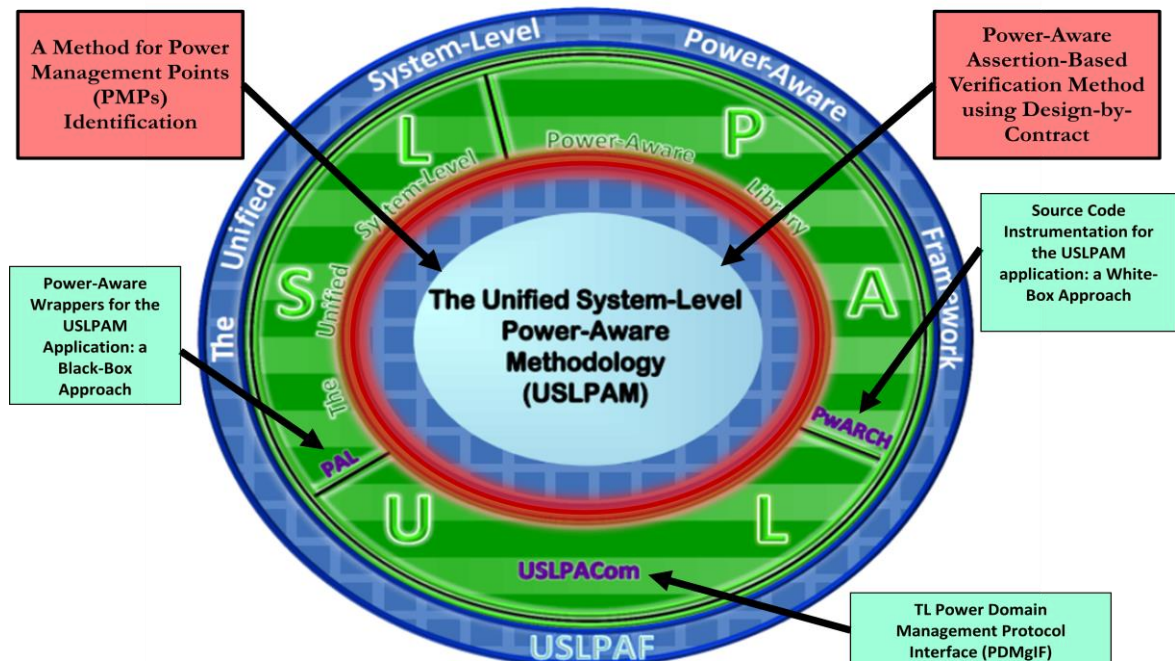 A Method for Power
Management Points
(PMPs)
Identification
Power-Aware
Assertion-Based
Verification Method
using Design-by-
Contract
The Unified System-Level Power-Aware Framework
USLPAF
U S L P A L
The Unified System-Level Power-Aware Library
Source Code
Instrumentation for
the USLPAM
application: a White-
Box Approach
Power-Aware
Wrappers for the
USLPAM
Application: a
Black-Box
Approach
The Unified System-Level
Power-Aware
Methodology
(USLPAM)
PAL
PwARCH
USLPACom
TL Power Domain
Management Protocol
Interface (PDMgIF)